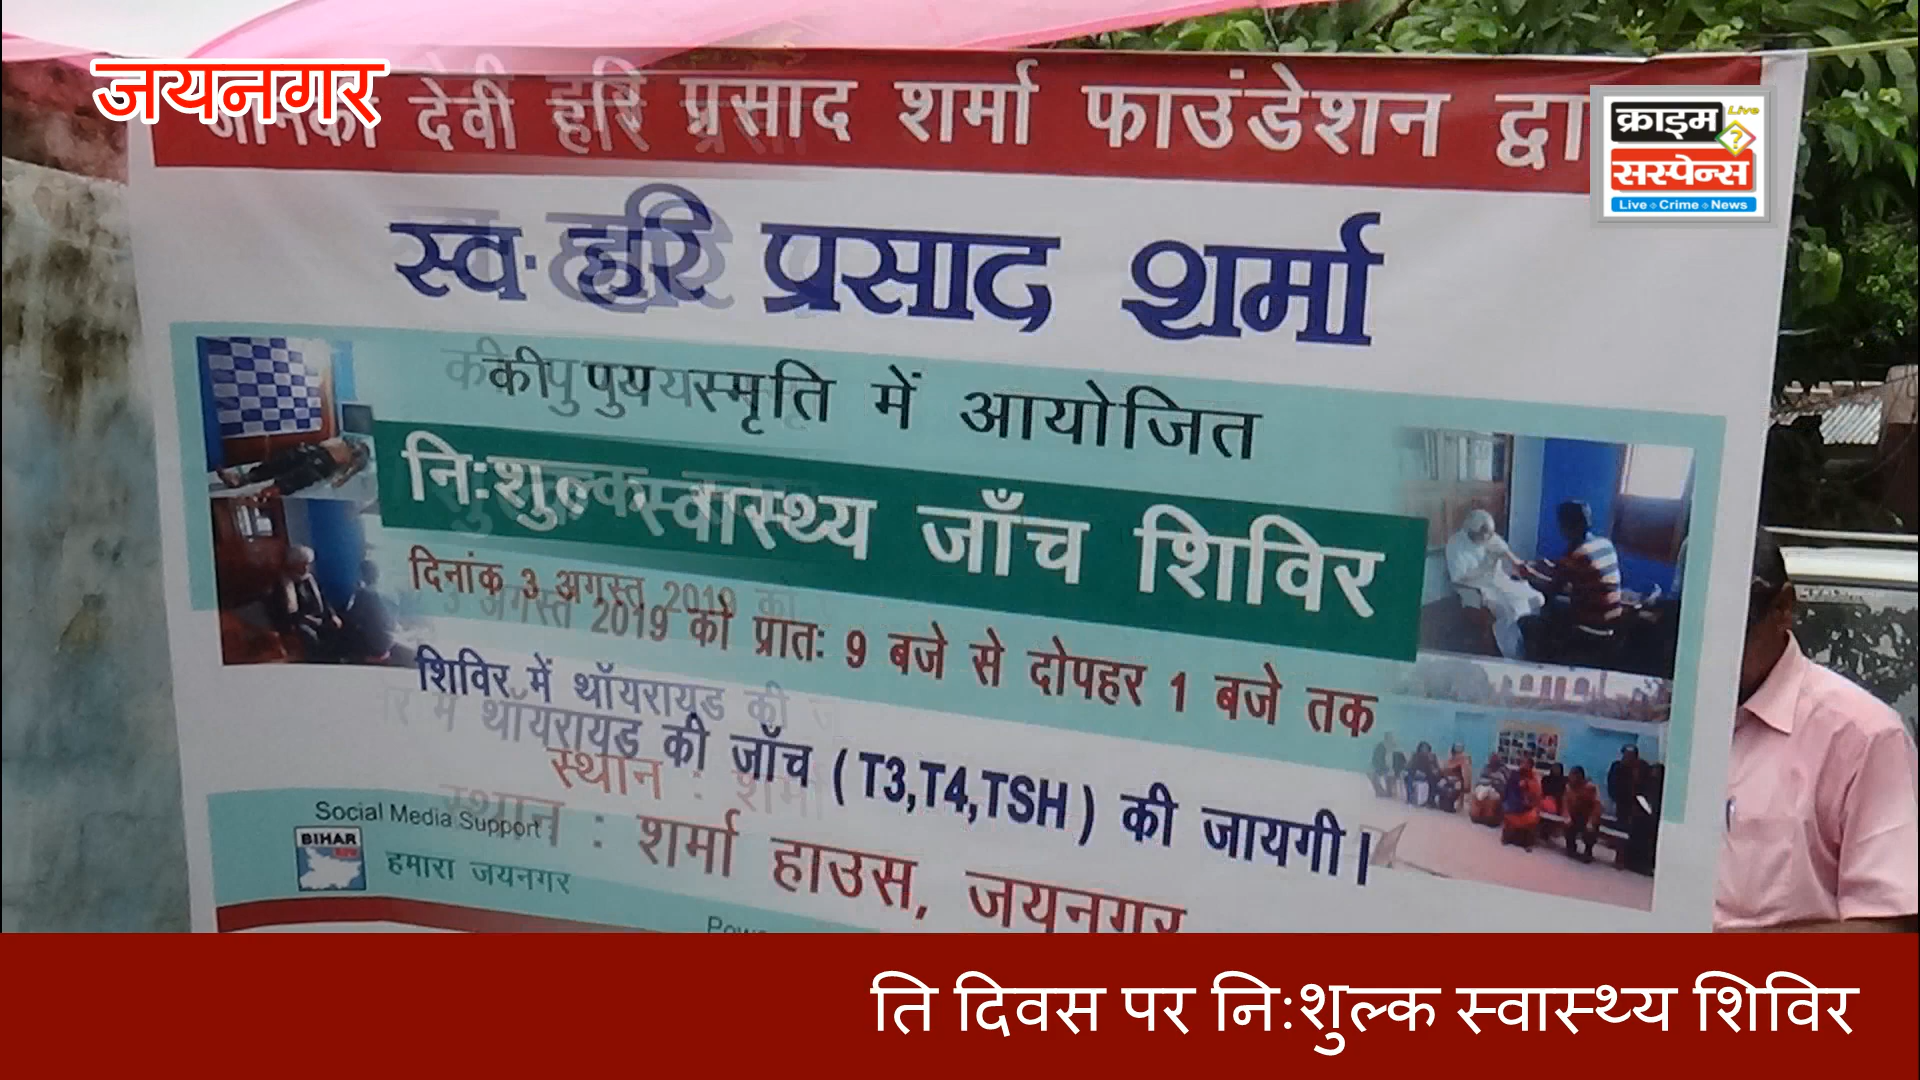 जयनगर
जानकी देवी हरि प्रसाद शर्मा फाउंडेशन द्वा
क्राइम Live
?
सस्पेन्स
Live Crime News
स्व. हरि प्रसाद शर्मा
की पुण्यस्मृति में आयोजित
निःशुल्क स्वास्थ्य जाँच शिविर
दिनांक 3 अगस्त 2019 को प्रातः 9 बजे से दोपहर 1 बजे तक
शिविर में थॉयरायड की जाँच (T3,T4,TSH) की जायगी।
स्थान : शर्मा हाउस, जयनगर
Social Media Support :
BIHAR
हमारा जयनगर
ति दिवस पर निःशुल्क स्वास्थ्य शिविर